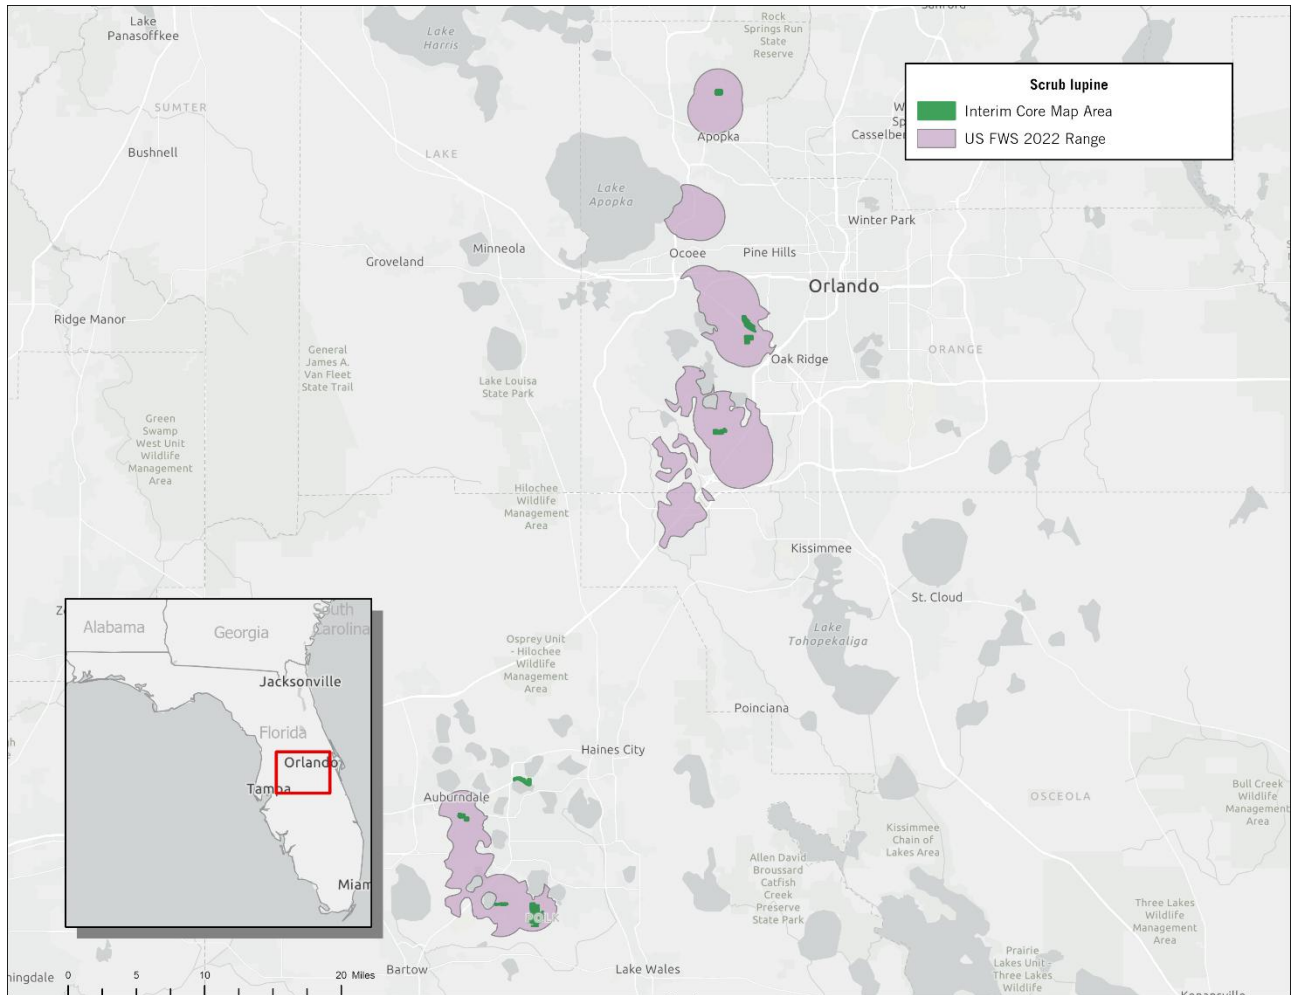 Lake
Panasoffkee
Lake
Harris
Rock
Springs Run
State
Reserve
Scrub lupine
Interim Core Map Area
US FWS 2022 Range
SUMTER
Bushnell
LAKE
Apopka
Casselber
Lake
Apopka
Winter Park
Minneola
Groveland
Ocoee
Pine Hills
Orlando
Ridge Manor
General
James A.
Van Fleet
State Trail
Lake Louisa
State Park
Oak Ridge
ORANGE
Green
Swamp
West Unit
Wildlife
Management
Area
Hilochee
Wildlife
Management
Area
Kissimmee
St. Cloud
Lake
Tohopekaliga
Osprey Unit
- Hilochee
Wildlife
Management
Area
Poinciana
Haines City
Auburndale
OSCEOLA
Bull Creek
Wildlife
Management
Area
Kissimmee
Chain of
Lakes Area
Allen David
Broussard
Catfish
Creek
Preserve
State Park
POLK
Three Lakes
Wildlife
Management
Area
Prairie
Lakes Unit -
Three Lakes
Wildlife
Bartow
Lake Wales
Alabama
Georgia
South
Carolina
Jacksonville
Florida
Orlando
Tampa
Miam
ningdale
0 5 10 20 Miles